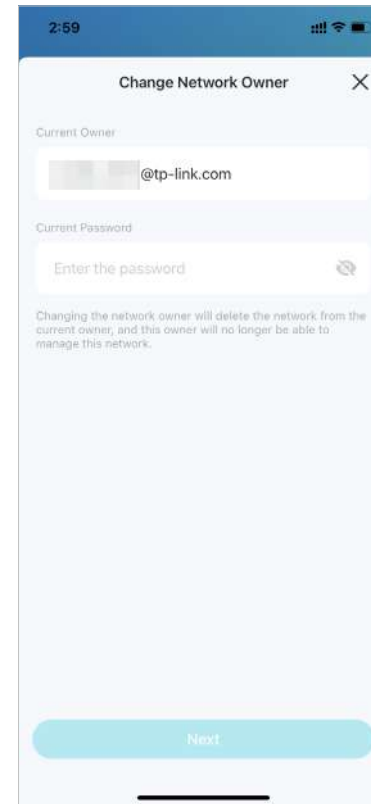 2:59
Change Network Owner
Current Owner
@tp-link.com
Current Password
Enter the password
Changing the network owner will delete the network from the
current owner, and this owner will no longer be able to
manage this network.
Next